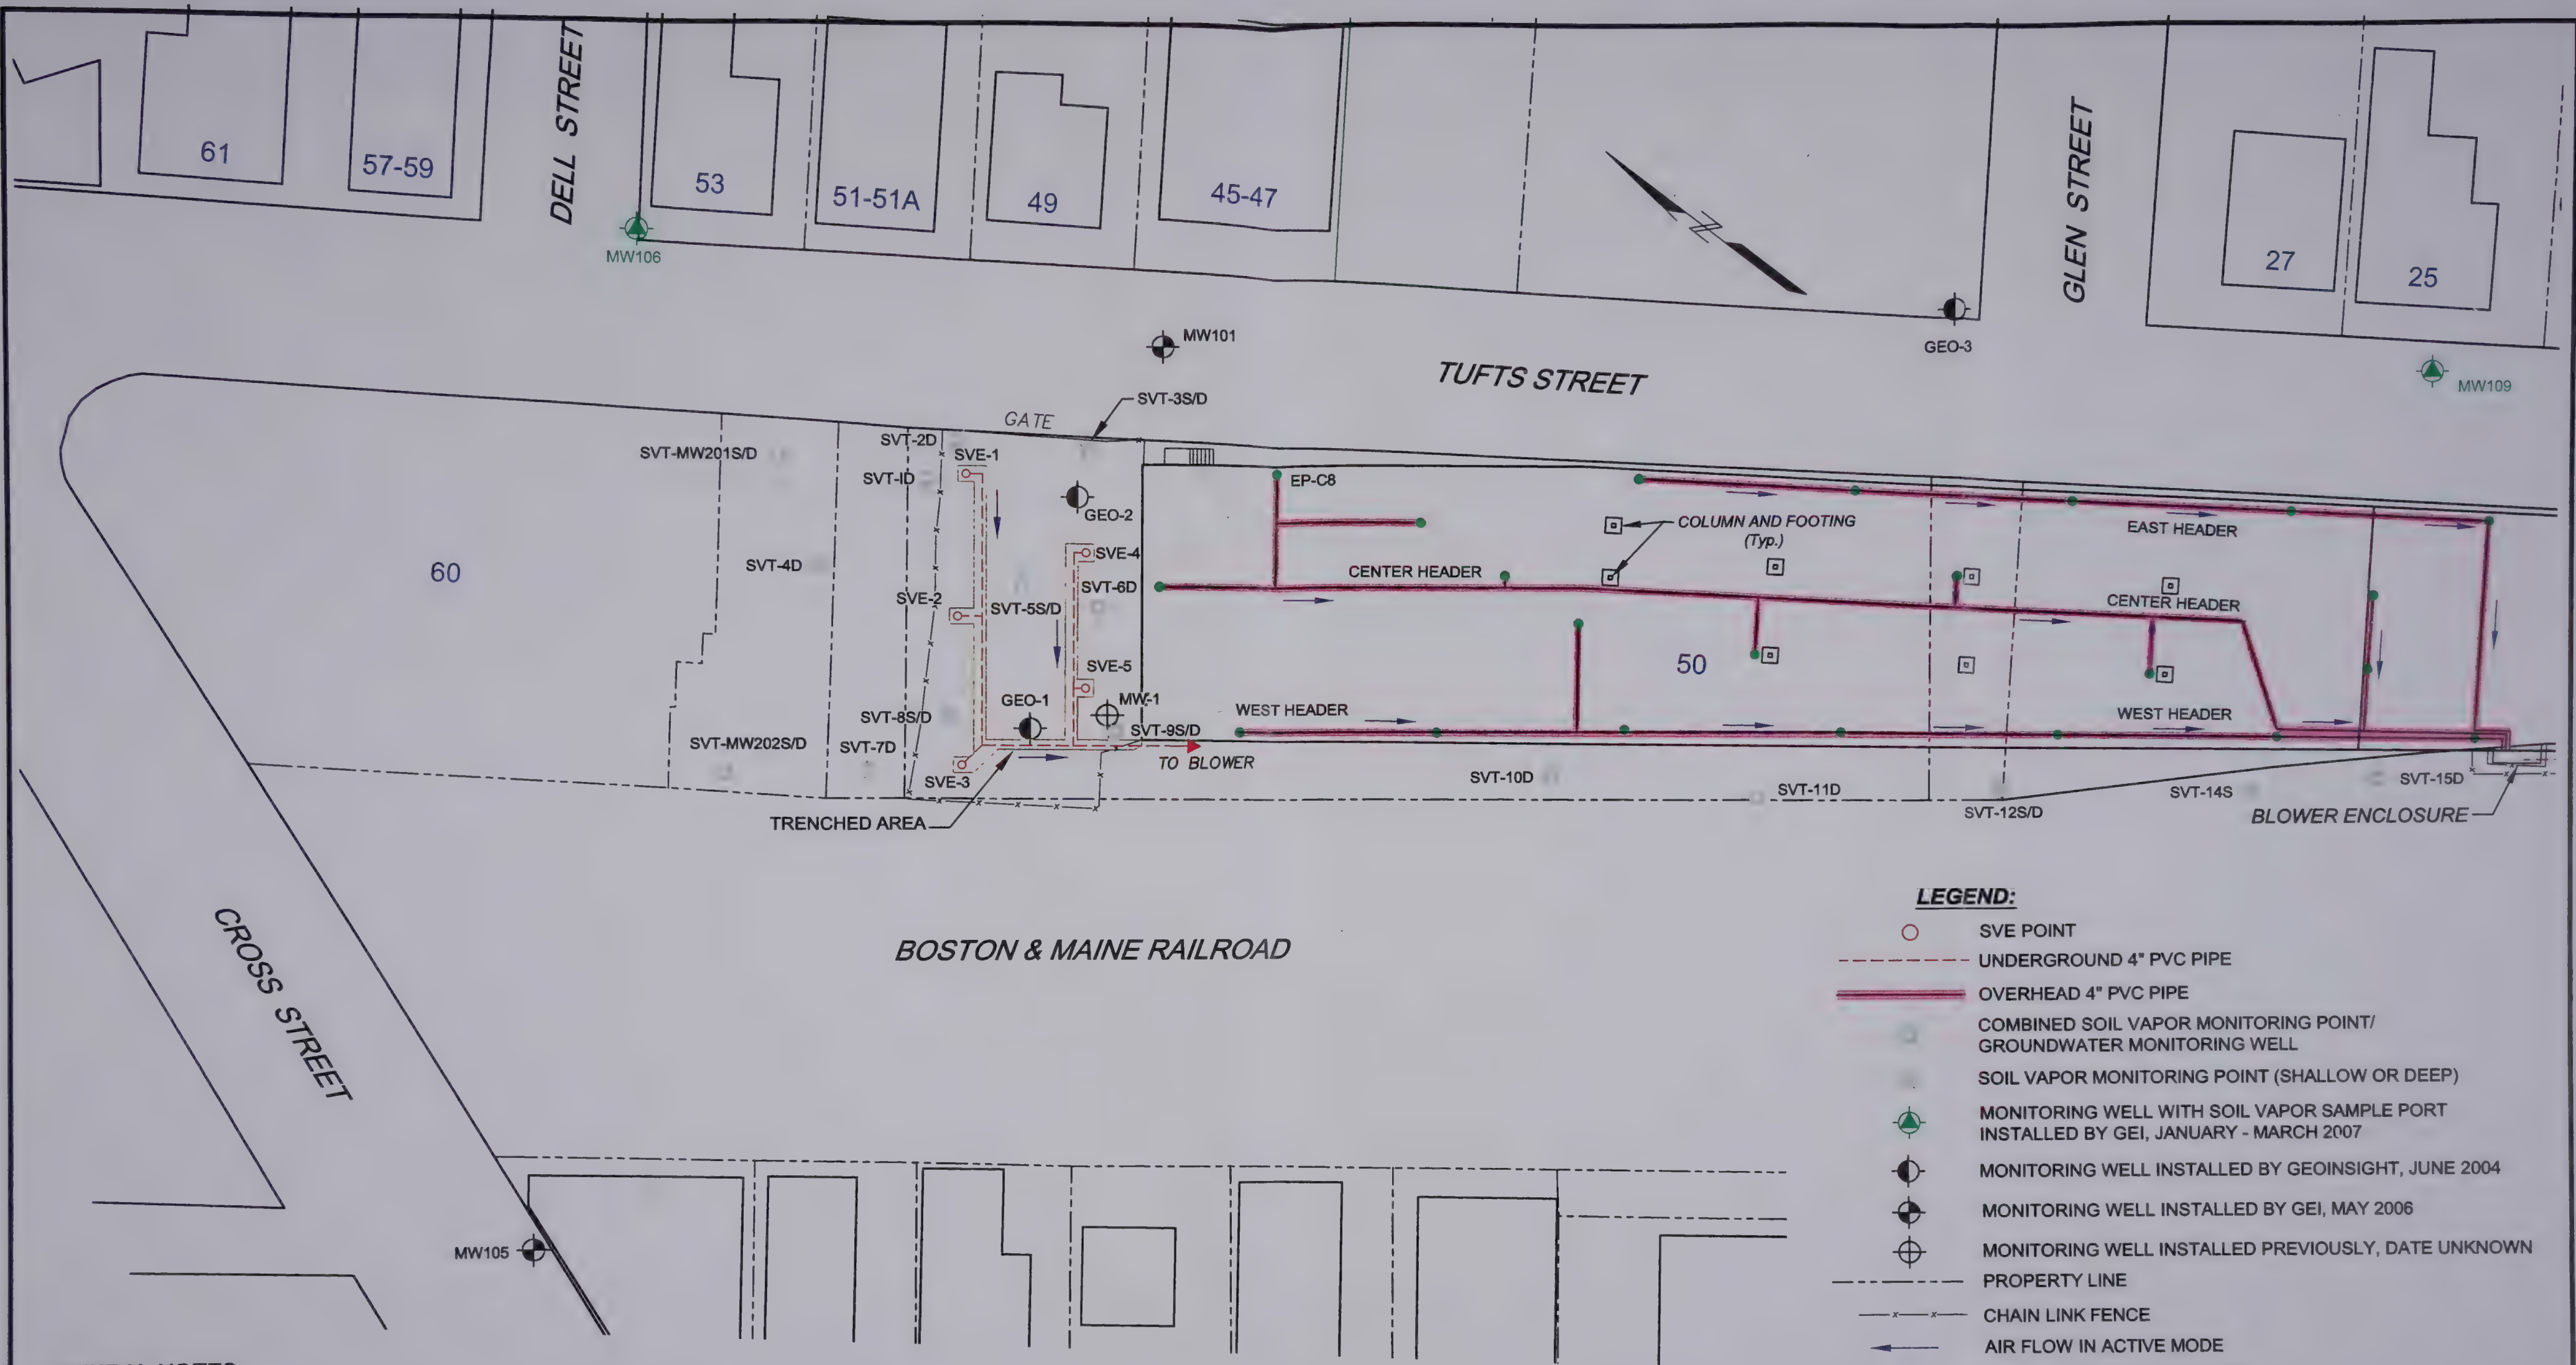 61
57-59
DELL STREET
53
51-51A
49
45-47
GLEN STREET
27
25
MW106
N
MW101
GEO-3
TUFTS STREET
MW109
SVT-3S/D
GATE
SVT-2D
SVT-MW201S/D
SVE-1
SVT-ID
EP-C8
GEO-2
COLUMN AND FOOTING
(Typ.)
EAST HEADER
SVE-4
60
SVT-4D
SVT-6D
CENTER HEADER
SVE-2
SVT-5S/D
CENTER HEADER
50
SVE-5
GEO-1
MW-1
WEST HEADER
WEST HEADER
SVT-8S/D
SVT-9S/D
SVT-MW202S/D
SVT-7D
TO BLOWER
SVE-3
SVT-10D
SVT-11D
SVT-12S/D
SVT-14S
SVT-15D
TRENCHED AREA
BLOWER ENCLOSURE
CROSS STREET
BOSTON & MAINE RAILROAD
MW105
LEGEND:
SVE POINT
UNDERGROUND 4" PVC PIPE
OVERHEAD 4" PVC PIPE
COMBINED SOIL VAPOR MONITORING POINT/
GROUNDWATER MONITORING WELL
SOIL VAPOR MONITORING POINT (SHALLOW OR DEEP)
MONITORING WELL WITH SOIL VAPOR SAMPLE PORT
INSTALLED BY GEI, JANUARY - MARCH 2007
MONITORING WELL INSTALLED BY GEOINSIGHT, JUNE 2004
MONITORING WELL INSTALLED BY GEI, MAY 2006
MONITORING WELL INSTALLED PREVIOUSLY, DATE UNKNOWN
PROPERTY LINE
CHAIN LINK FENCE
AIR FLOW IN ACTIVE MODE